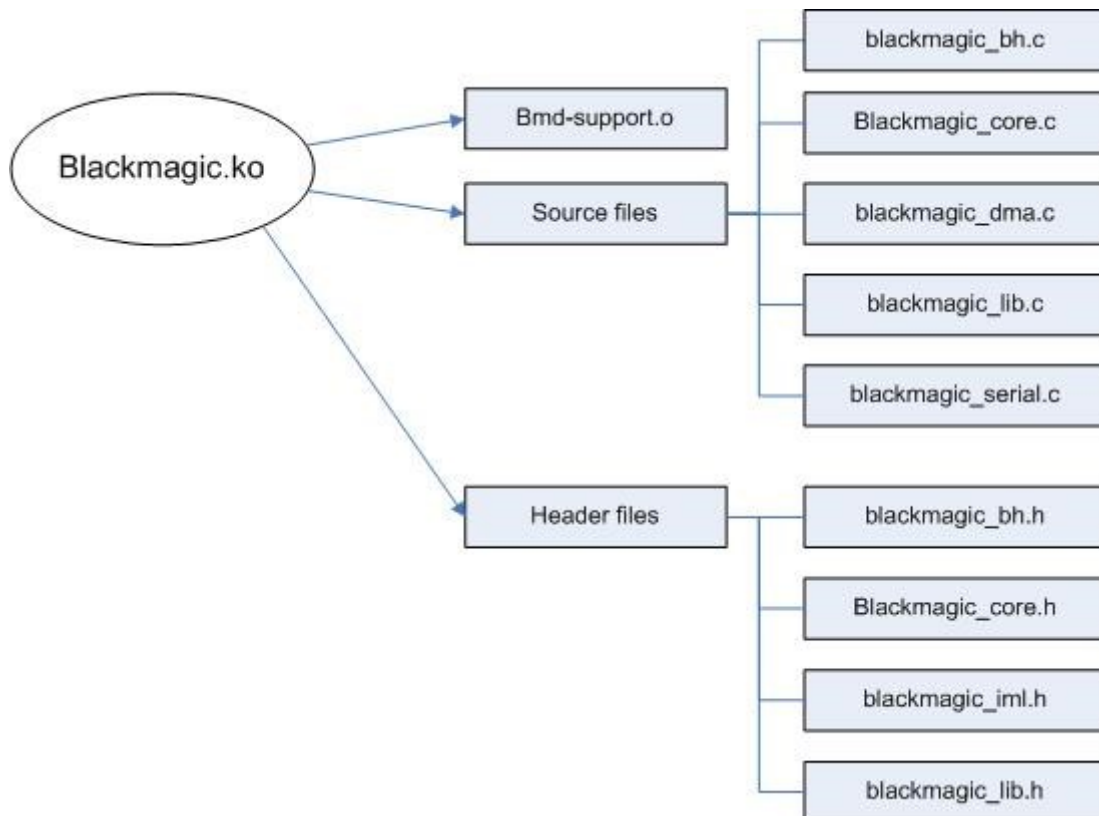 Blackmagic.ko
Bmd-support.o
Source files
blackmagic_bh.c
Blackmagic_core.c
blackmagic_dma.c
blackmagic_lib.c
blackmagic_serial.c
Header files
blackmagic_bh.h
Blackmagic_core.h
blackmagic_iml.h
blackmagic_lib.h